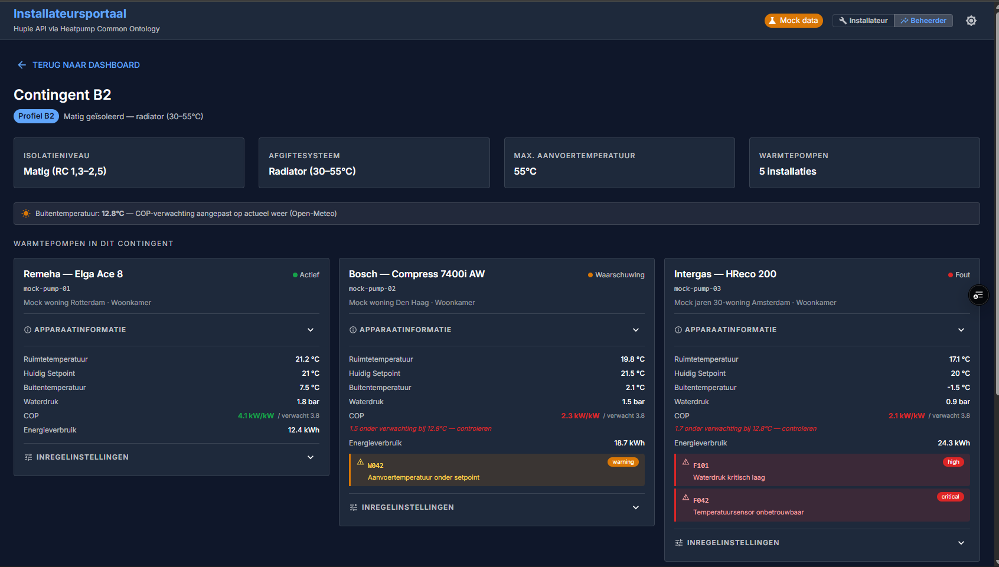 Installateursportaal
Hupie API via Heatpump Common Ontology
Mock data
Installateur
Beheerder
TERUG NAAR DASHBOARD
Contingent B2
Profiel B2
Matig geïsoleerd — radiator (30–55°C)
ISOLATIENIVEAU
Matig (RC 1,3–2,5)
AFGIFTESYSTEEM
Radiator (30–55°C)
MAX. AANVOERTEMPERATUUR
55°C
WARMTEPOMPEN
5 installaties
Buitentemperatuur: 12.8°C — COP-verwachting aangepast op actueel weer (Open-Meteo)
WARMTEPOMPEN IN DIT CONTINGENT
Remeha — Elga Ace 8
Actief
mock-pump-01
Mock woning Rotterdam · Woonkamer
APPARAATINFORMATIE
Ruimtetemperatuur 21.2 °C
Huidig Setpoint 21 °C
Buitentemperatuur 7.5 °C
Waterdruk 1.8 bar
COP 4.1 kW/kW / verwacht 3.8
Energieverbruik 12.4 kWh
INREGELINSTELLINGEN
Bosch — Compress 7400i AW
Waarschuwing
mock-pump-02
Mock woning Den Haag · Woonkamer
APPARAATINFORMATIE
Ruimtetemperatuur 19.8 °C
Huidig Setpoint 21.5 °C
Buitentemperatuur 2.1 °C
Waterdruk 1.5 bar
COP 2.3 kW/kW / verwacht 3.8
1.5 onder verwachting bij 12.8°C — controleren
Energieverbruik 18.7 kWh
W042
warning
Aanvoertemperatuur onder setpoint
INREGELINSTELLINGEN
Intergas — HReco 200
Fout
mock-pump-03
Mock jaren 30-woning Amsterdam · Woonkamer
APPARAATINFORMATIE
Ruimtetemperatuur 17.1 °C
Huidig Setpoint 20 °C
Buitentemperatuur -1.5 °C
Waterdruk 0.9 bar
COP 2.1 kW/kW / verwacht 3.8
1.7 onder verwachting bij 12.8°C — controleren
Energieverbruik 24.3 kWh
F101
high
Waterdruk kritisch laag
F042
critical
Temperatuursensor onbetrouwbaar
INREGELINSTELLINGEN